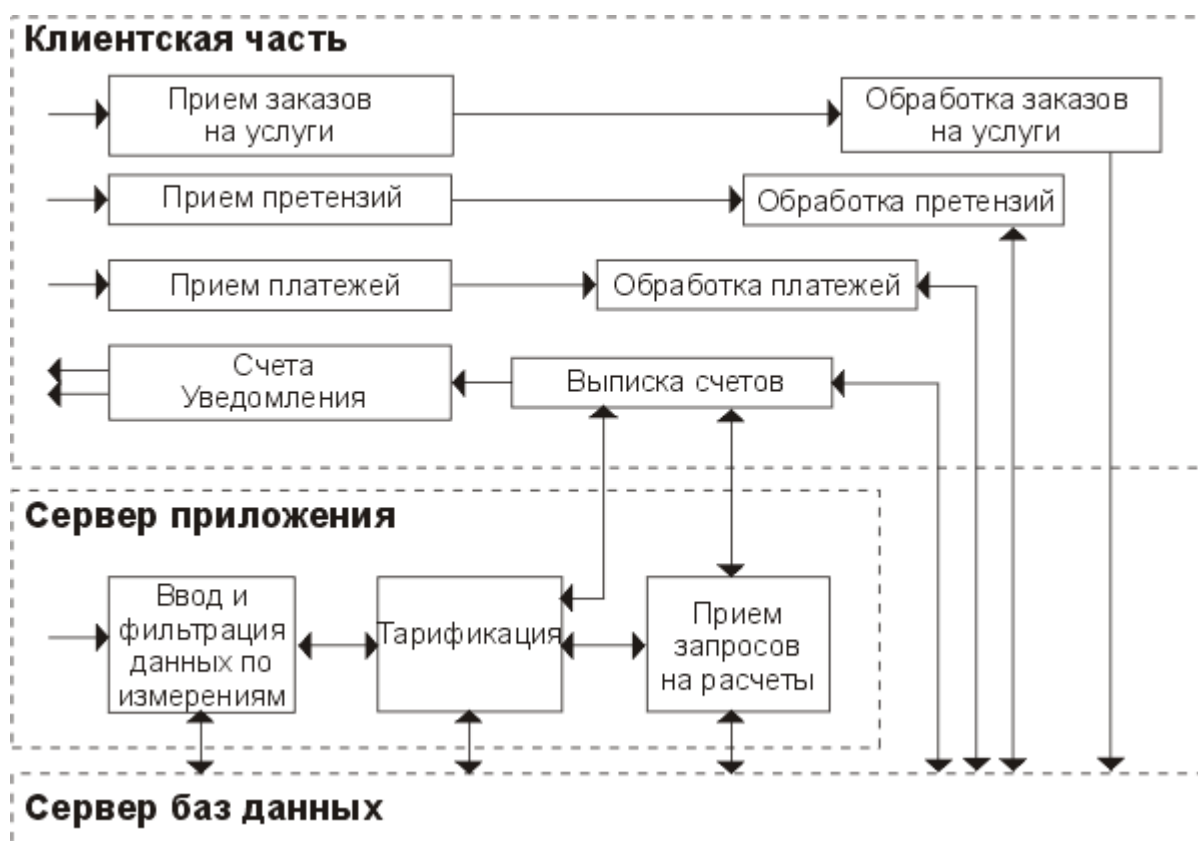 Клиентская часть
Прием заказов
на услуги
Обработка заказов
на услуги
Прием претензий
Обработка претензий
Прием платежей
Обработка платежей
Счета
Уведомления
Выписка счетов
Сервер приложения
Ввод и
фильтрация
данных по
измерениям
Тарификация
Прием
запросов
на расчеты
Сервер баз данных